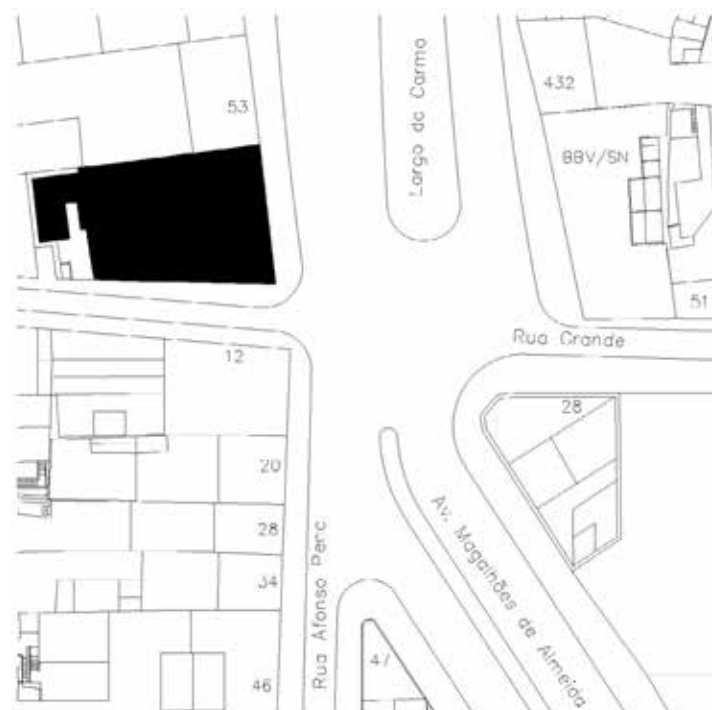 Largo do Carmo
53
432
BBV/SN
51
Rua Grande
12
28
20
28
34
46
Rua Afonso Perc
Av. Magalhões de Almeida
47